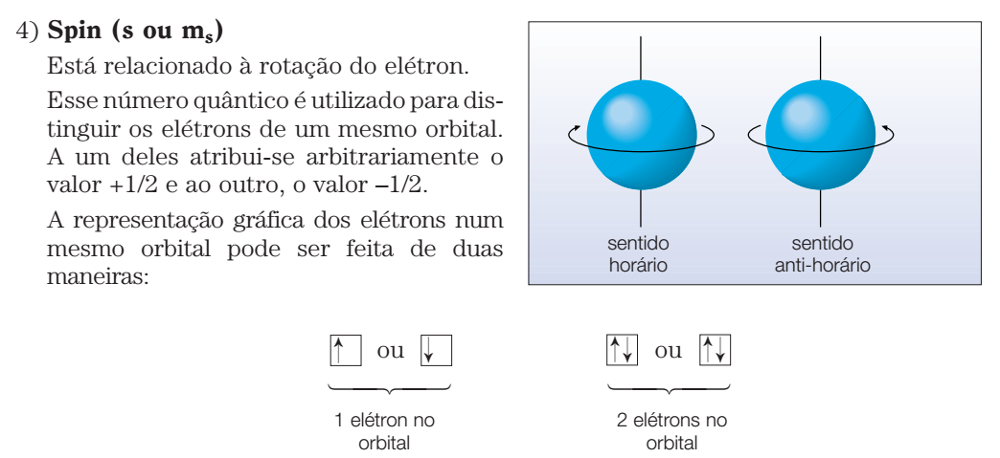 4) Spin (s ou mₛ)
Está relacionado à rotação do elétron.
Esse número quântico é utilizado para dis-
tinguir os elétrons de um mesmo orbital.
A um deles atribui-se arbitrariamente o
valor +1/2 e ao outro, o valor –1/2.
A representação gráfica dos elétrons num
mesmo orbital pode ser feita de duas
maneiras:
sentido
horário
sentido
anti-horário
ou
1 elétron no
orbital
ou
2 elétrons no
orbital